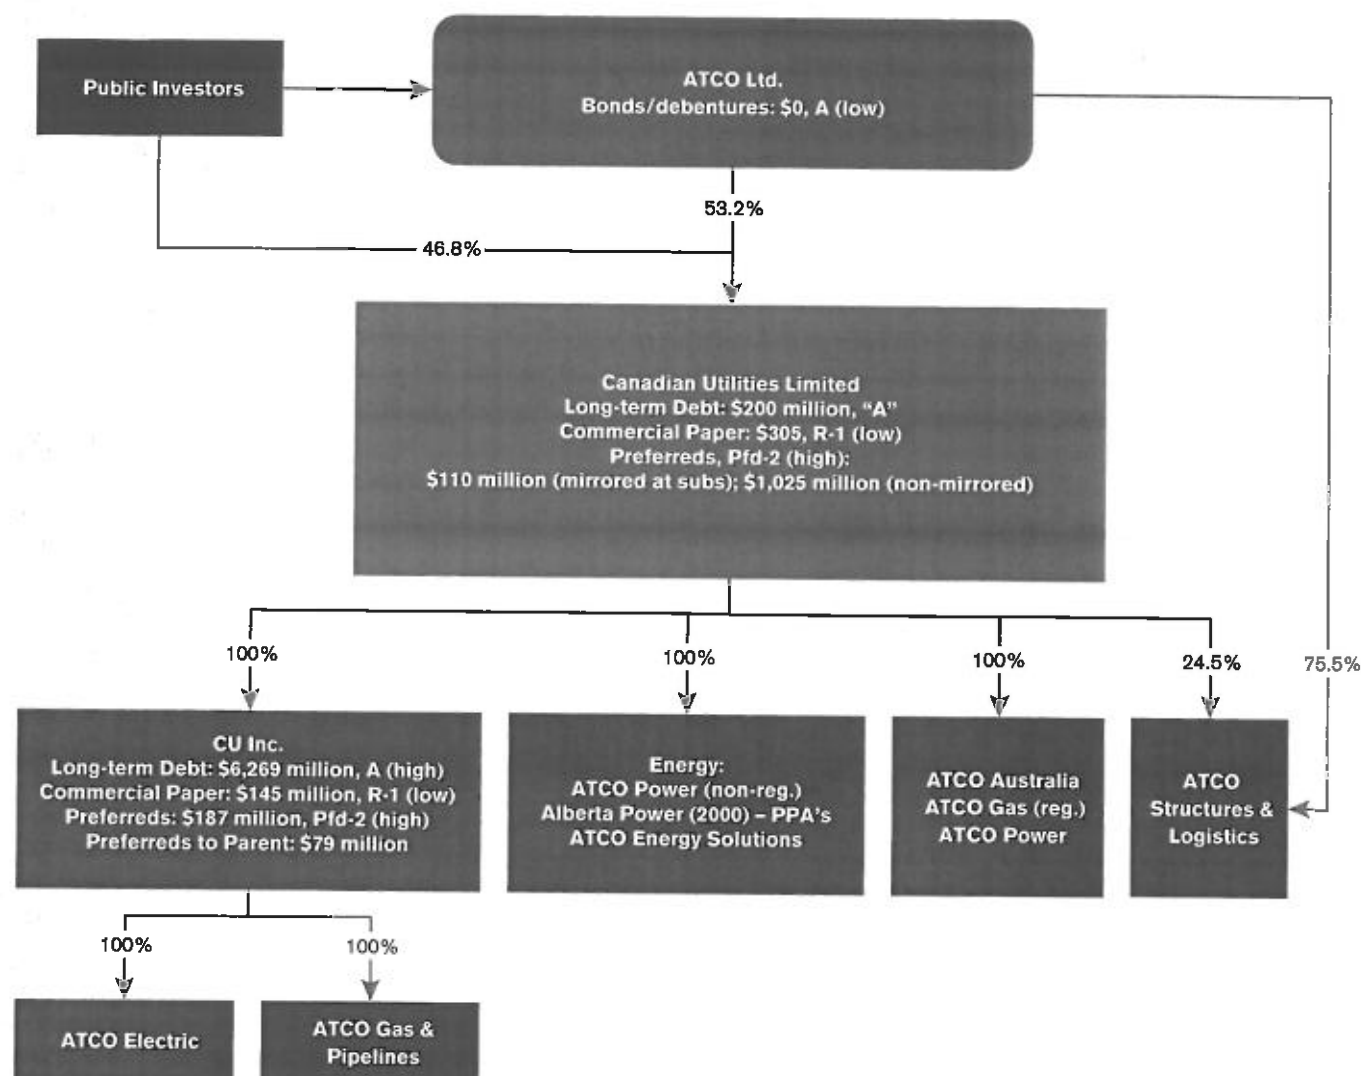 Public Investors
ATCO Ltd.
Bonds/debentures: $0, A (low)
53.2%
46.8%
Canadian Utilities Limited
Long-term Debt: $200 million, “A”
Commercial Paper: $305, R-1 (low)
Preferreds, Pfd-2 (high):
$110 million (mirrored at subs); $1,025 million (non-mirrored)
100%
100%
100%
24.5%
75.5%
CU Inc.
Long-term Debt: $6,269 million, A (high)
Commercial Paper: $145 million, R-1 (low)
Preferreds: $187 million, Pfd-2 (high)
Preferreds to Parent: $79 million
Energy:
ATCO Power (non-reg.)
Alberta Power (2000) – PPA's
ATCO Energy Solutions
ATCO Australia
ATCO Gas (reg.)
ATCO Power
ATCO
Structures &
Logistics
100%
100%
ATCO Electric
ATCO Gas &
Pipelines